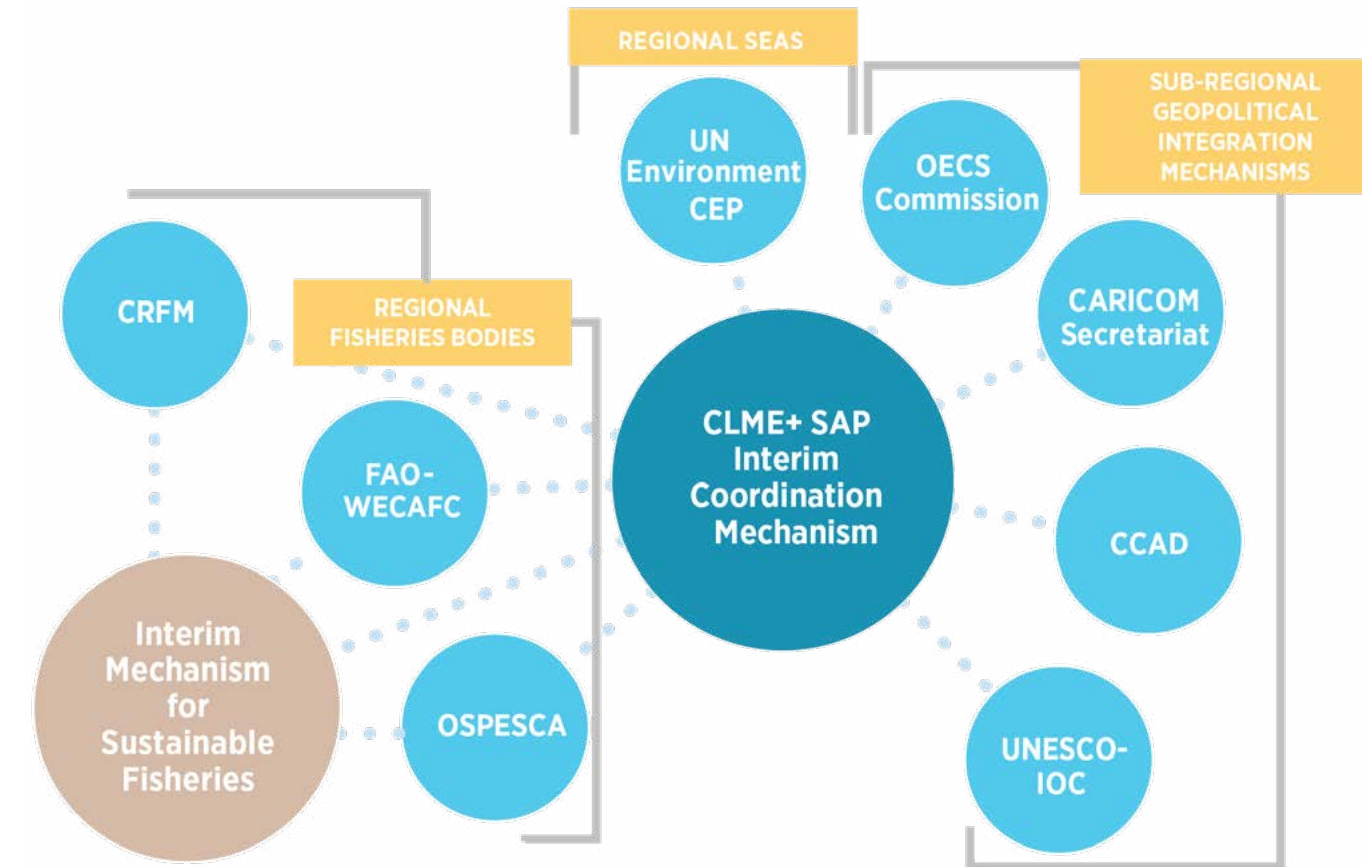 REGIONAL SEAS
SUB-REGIONAL
GEOPOLITICAL
INTEGRATION
MECHANISMS
UN
Environment
CEP
OECS
Commission
CARICOM
Secretariat
CRFM
REGIONAL
FISHERIES BODIES
FAO-
WECAFC
CLME+ SAP
Interim
Coordination
Mechanism
CCAD
Interim
Mechanism
for
Sustainable
Fisheries
OSPESCA
UNESCO-
IOC